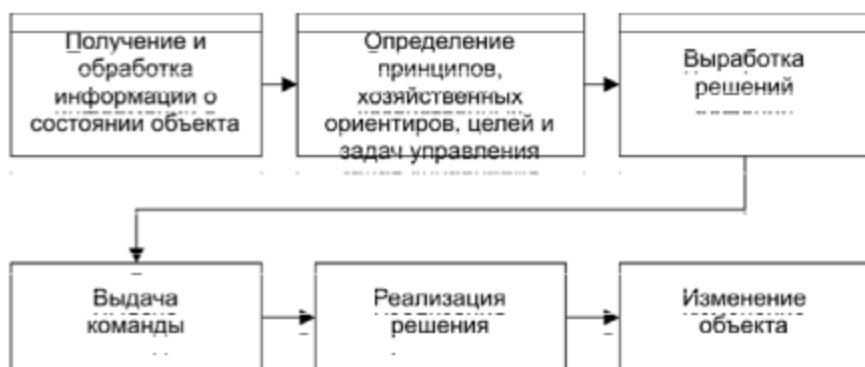 Получение и
обработка
информации о
состоянии объекта
Определение
принципов,
хозяйственных
ориентиров, целей и
задач управления
Выработка
решений
Выдача
команды
Реализация
решения
Изменение
объекта